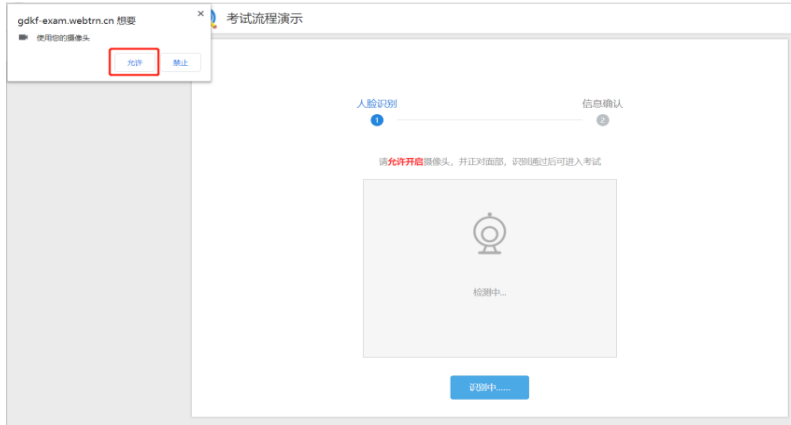 gdkf-exam.webtrn.cn 想要
×
使用您的摄像头
允许 禁止
考试流程演示
人脸识别 信息确认
1 2
请允许开启摄像头，并正对面部，识别通过后可进入考试
检测中...
识别中......